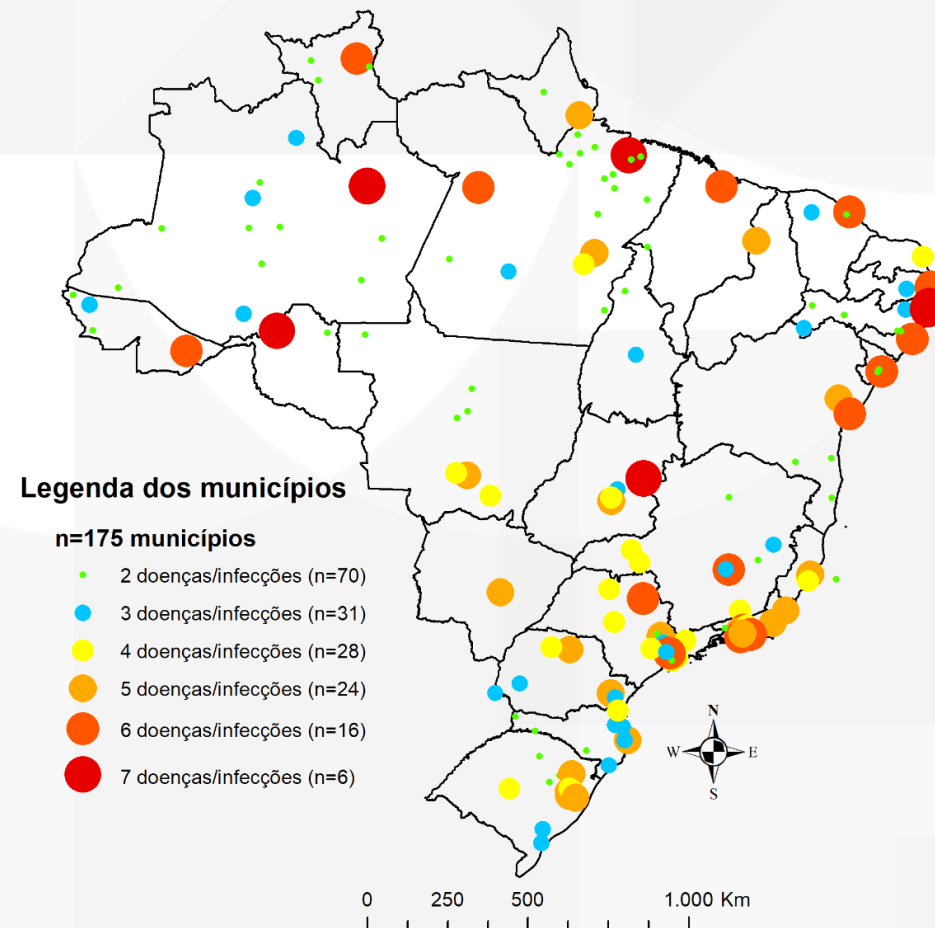 Legenda dos municípios
n=175 municípios
2 doenças/infecções (n=70)
3 doenças/infecções (n=31)
4 doenças/infecções (n=28)
5 doenças/infecções (n=24)
6 doenças/infecções (n=16)
7 doenças/infecções (n=6)
N
W E
S
0 250 500 1.000 Km